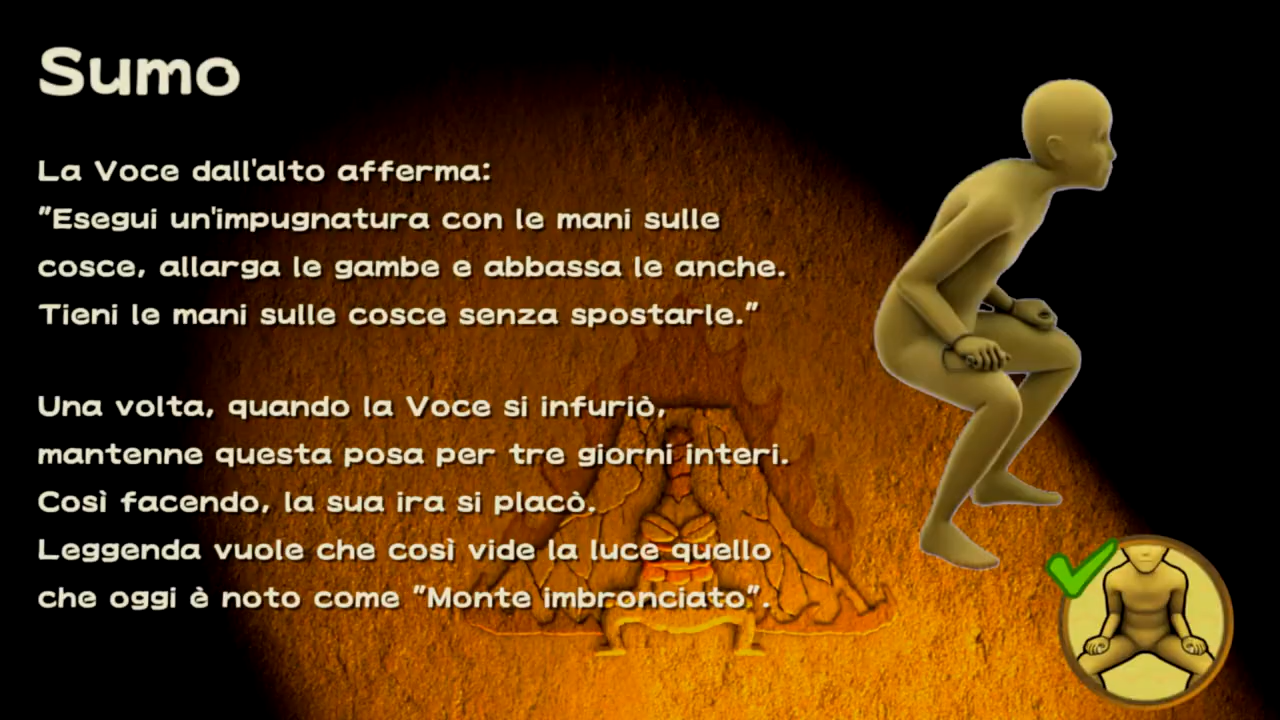 Sumo
La Voce dall'alto afferma:
"Esegui un'impugnatura con le mani sulle
cosce, allarga le gambe e abbassa le anche.
Tieni le mani sulle cosce senza spostarle."
Una volta, quando la Voce si infuriò,
mantenne questa posa per tre giorni interi.
Così facendo, la sua ira si placò.
Leggenda vuole che così vide la luce quello
che oggi è noto come "Monte imbronciato".